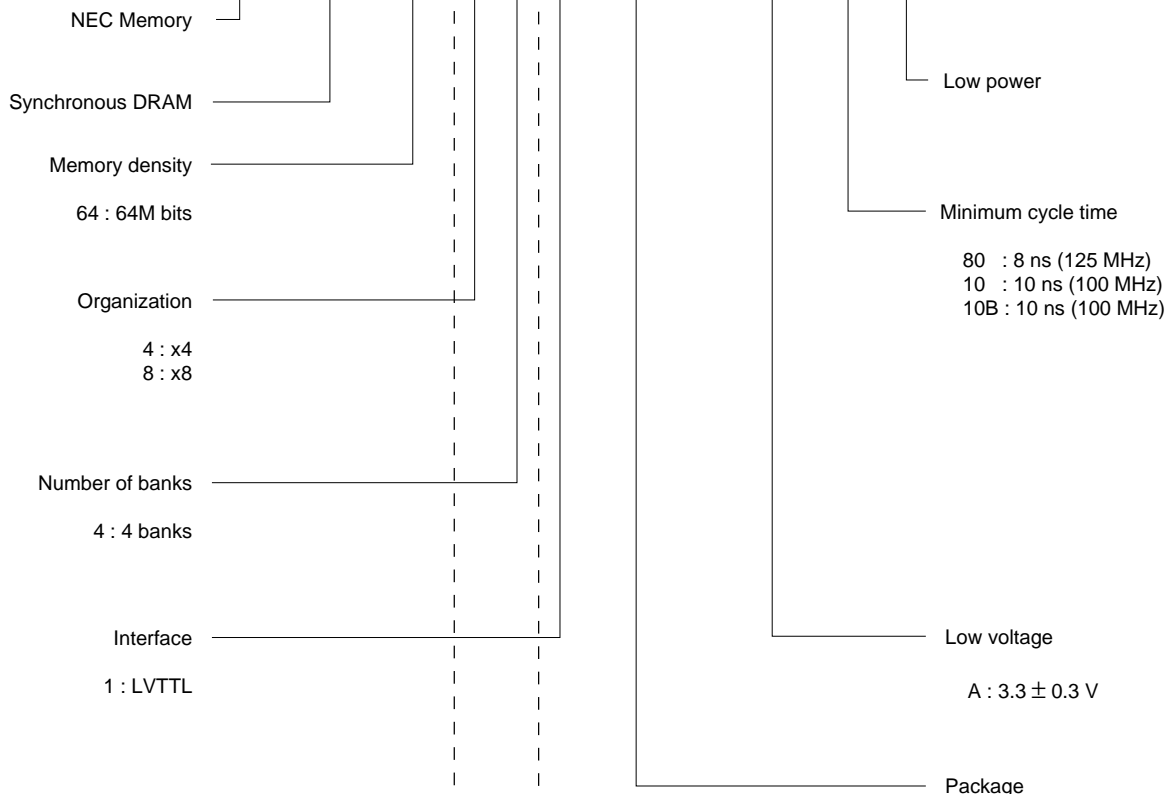 NEC Memory
Synchronous DRAM
Memory density
64 : 64M bits
Organization
4 : x4
8 : x8
Number of banks
4 : 4 banks
Interface
1 : LVTTL
Low power
Minimum cycle time
80 : 8 ns (125 MHz)
10 : 10 ns (100 MHz)
10B : 10 ns (100 MHz)
Low voltage
A : 3.3 ± 0.3 V
Package